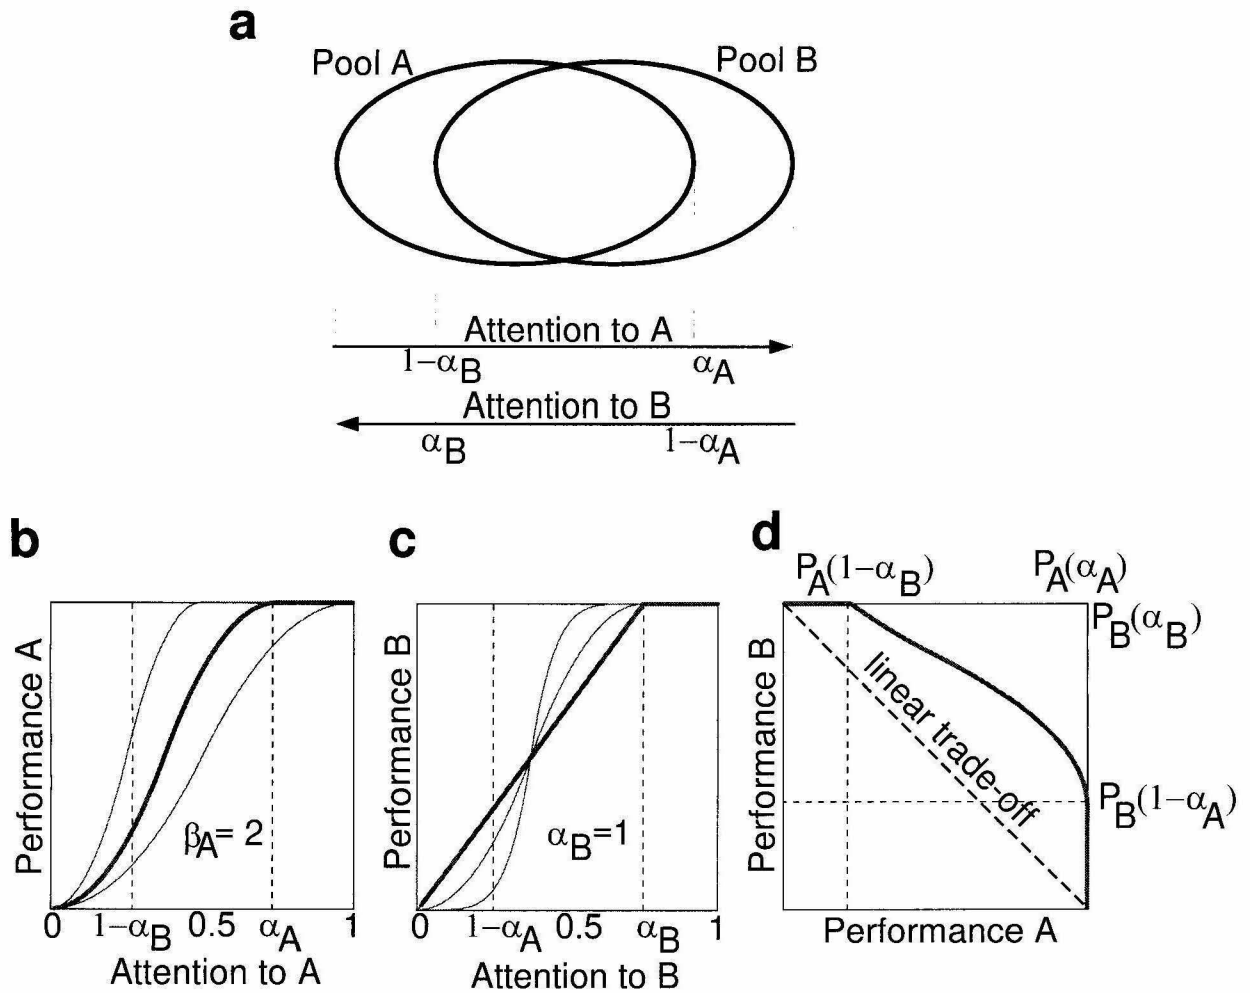 a
Pool A
Pool B
Attention to A
1−αB
αA
Attention to B
αB
1−αA
b
Performance A
βA= 2
0
1−αB
0.5
αA
1
Attention to A
c
Performance B
αB=1
0
1−αA
0.5
αB
1
Attention to B
d
PA(1−αB)
PA(αA)
PB(αB)
Performance B
linear trade-off
PB(1−αA)
Performance A